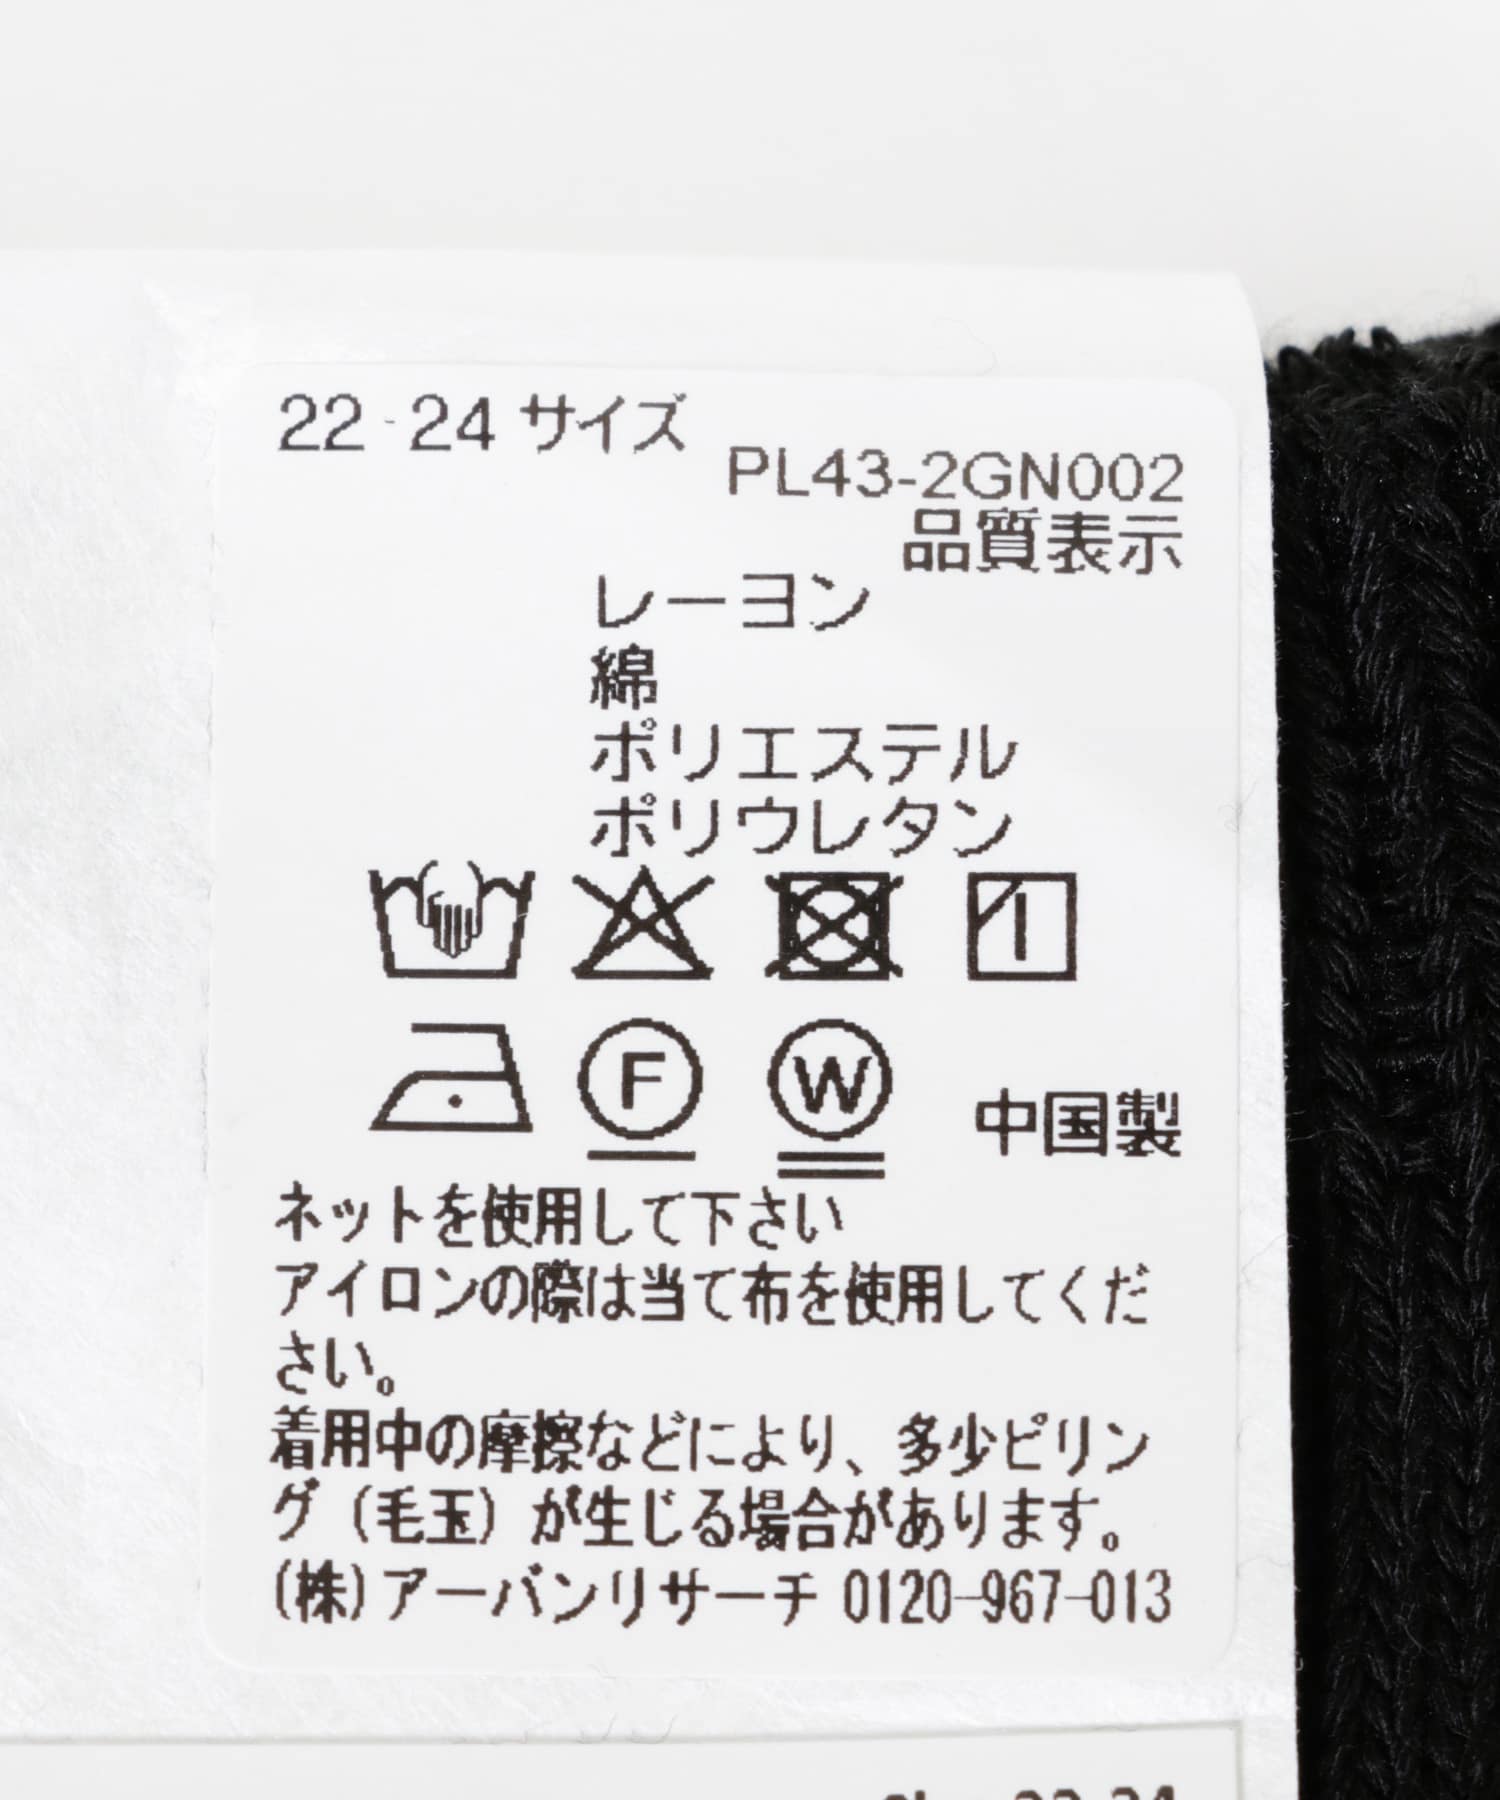 22-24 サイズ
PL43-2GN002
品質表示
レーヨン
綿
ポリエステル
ポリウレタン
F
W
中国製
ネットを使用して下さい
アイロンの際は当て布を使用してくだ
さい。
着用中の摩擦などにより、多少ピリン
グ（毛玉）が生じる場合があります。
(株)アーバンリサーチ 0120-967-013
22-24